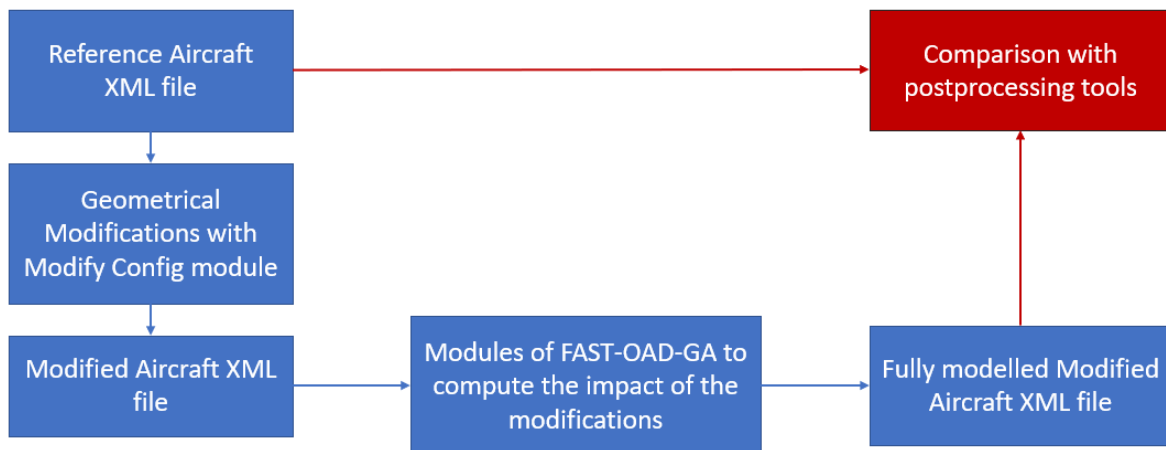 Reference Aircraft
XML file
Comparison with
postprocessing tools
Geometrical
Modifications with
Modify Config module
Modified Aircraft XML
file
Modules of FAST-OAD-GA to
compute the impact of the
modifications
Fully modelled Modified
Aircraft XML file